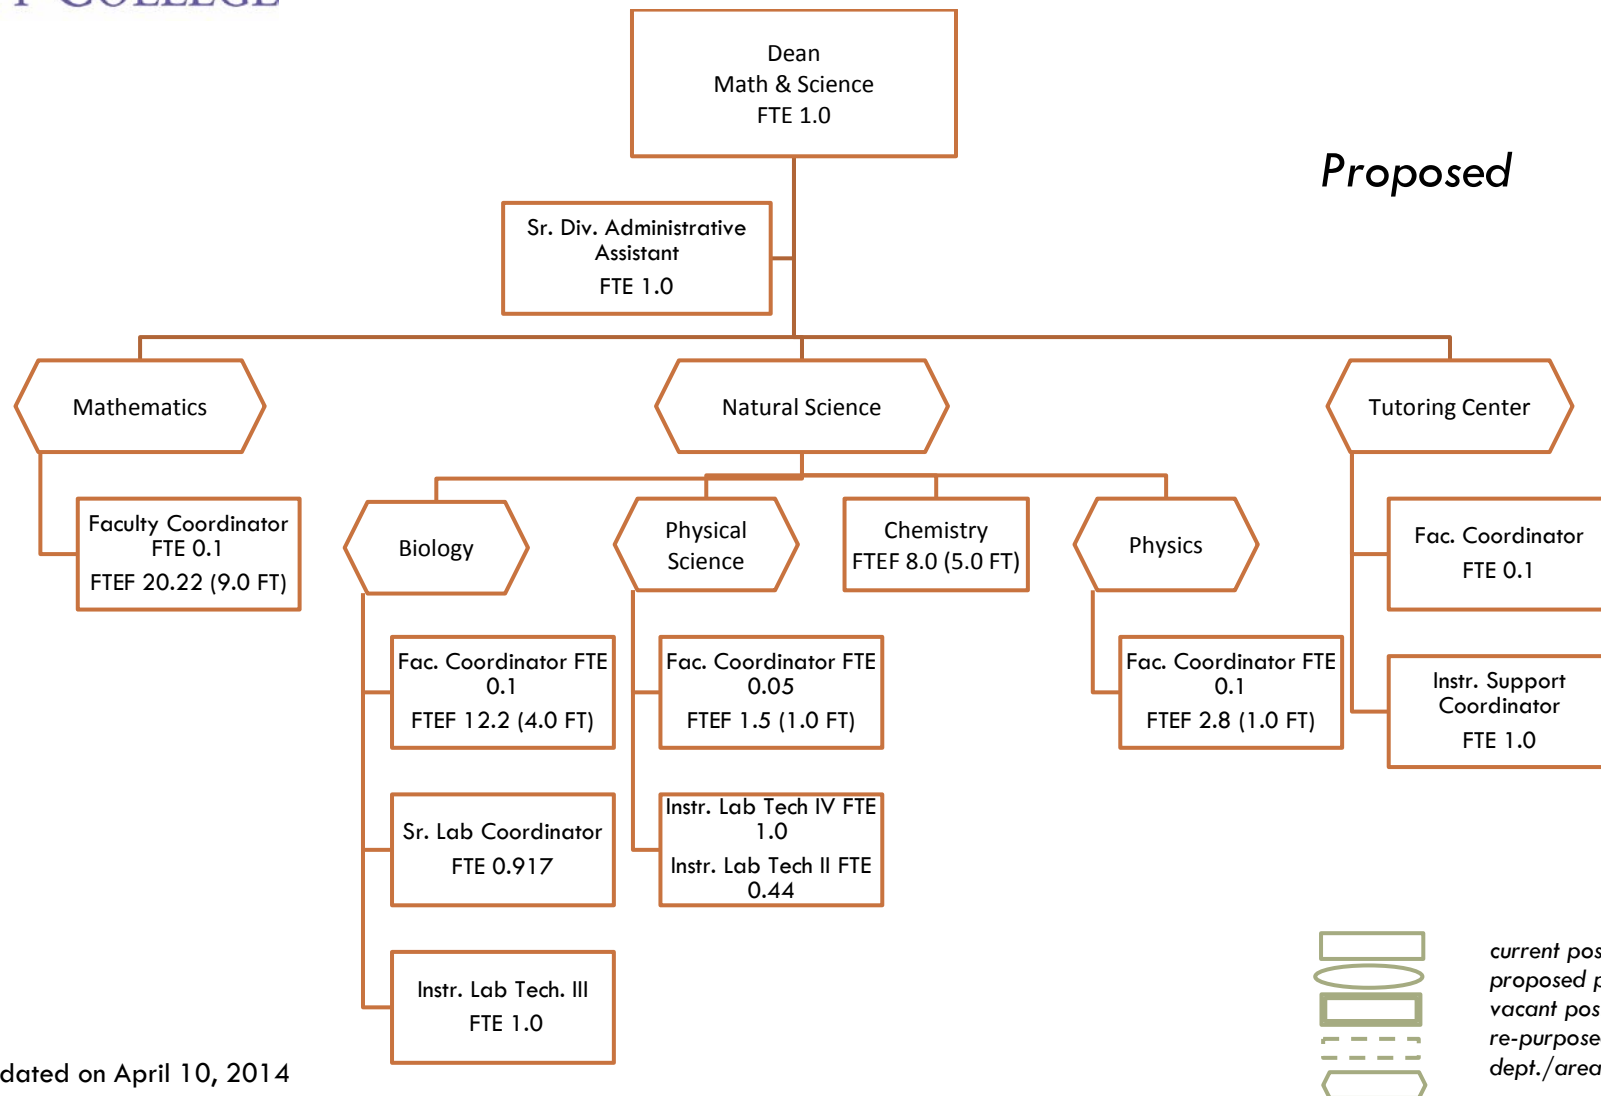 COLLEGE
Dean
Math & Science
FTE 1.0
Proposed
Sr. Div. Administrative
Assistant
FTE 1.0
Mathematics
Natural Science
Tutoring Center
Faculty Coordinator
FTE 0.1
FTEF 20.22 (9.0 FT)
Biology
Physical
Science
Chemistry
FTEF 8.0 (5.0 FT)
Physics
Fac. Coordinator
FTE 0.1
Fac. Coordinator FTE
0.1
FTEF 12.2 (4.0 FT)
Fac. Coordinator FTE
0.05
FTEF 1.5 (1.0 FT)
Fac. Coordinator FTE
0.1
FTEF 2.8 (1.0 FT)
Instr. Support
Coordinator
FTE 1.0
Sr. Lab Coordinator
FTE 0.917
Instr. Lab Tech IV FTE
1.0
Instr. Lab Tech II FTE
0.44
Instr. Lab Tech. III
FTE 1.0
current pos
proposed p
vacant pos
re-purpose
dept./area
dated on April 10, 2014